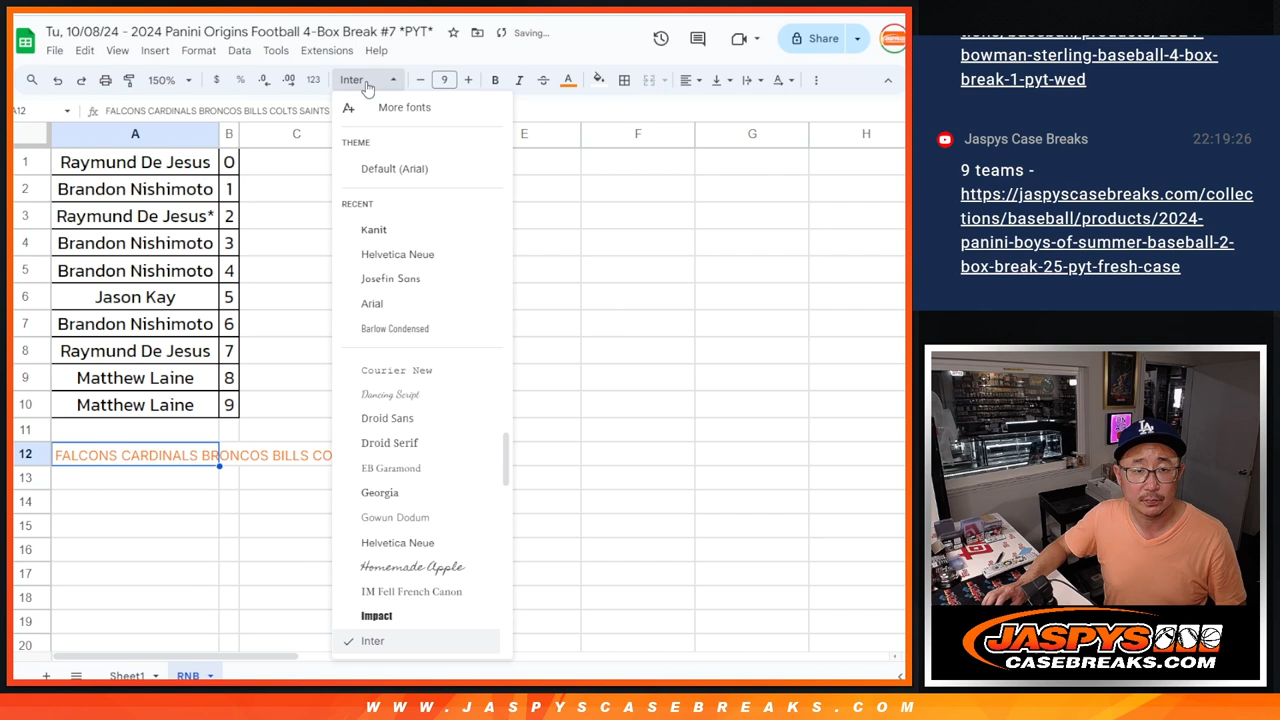 Tu, 10/08/24 - 2024 Panini Origins Football 4-Box Break #7 *PYT*
Saving...
File Edit View Insert Format Data Tools Extensions Help
Share
150% $ % .0 .00 123 Inter 9 B I A
FALCONS CARDINALS BRONCOS BILLS COLTS SAINTS
A B C E F G H
1 Raymund De Jesus 0
2 Brandon Nishimoto 1
3 Raymund De Jesus* 2
4 Brandon Nishimoto 3
5 Brandon Nishimoto 4
6 Jason Kay 5
7 Brandon Nishimoto 6
8 Raymund De Jesus 7
9 Matthew Laine 8
10 Matthew Laine 9
11
12 FALCONS CARDINALS BRONCOS BILLS CO
13
14
15
16
17
18
19
20
More fonts
THEME
Default (Arial)
RECENT
Kanit
Helvetica Neue
Josefin Sans
Arial
Barlow Condensed
Courier New
Dancing Script
Droid Sans
Droid Serif
EB Garamond
Georgia
Gowun Dodum
Helvetica Neue
Homemade Apple
IM Fell French Canon
Impact
Inter
Sheet1 RNB
bowman-sterling-baseball-4-box-
break-1-pyt-wed
Jaspys Case Breaks 22:19:26
9 teams -
https://jaspyscasebreaks.com/collec
tions/baseball/products/2024-
panini-boys-of-summer-baseball-2-
box-break-25-pyt-fresh-case
LA
JASPYS
CASEBREAKS.COM
WWW.JASPYSCASEBREAKS.COM